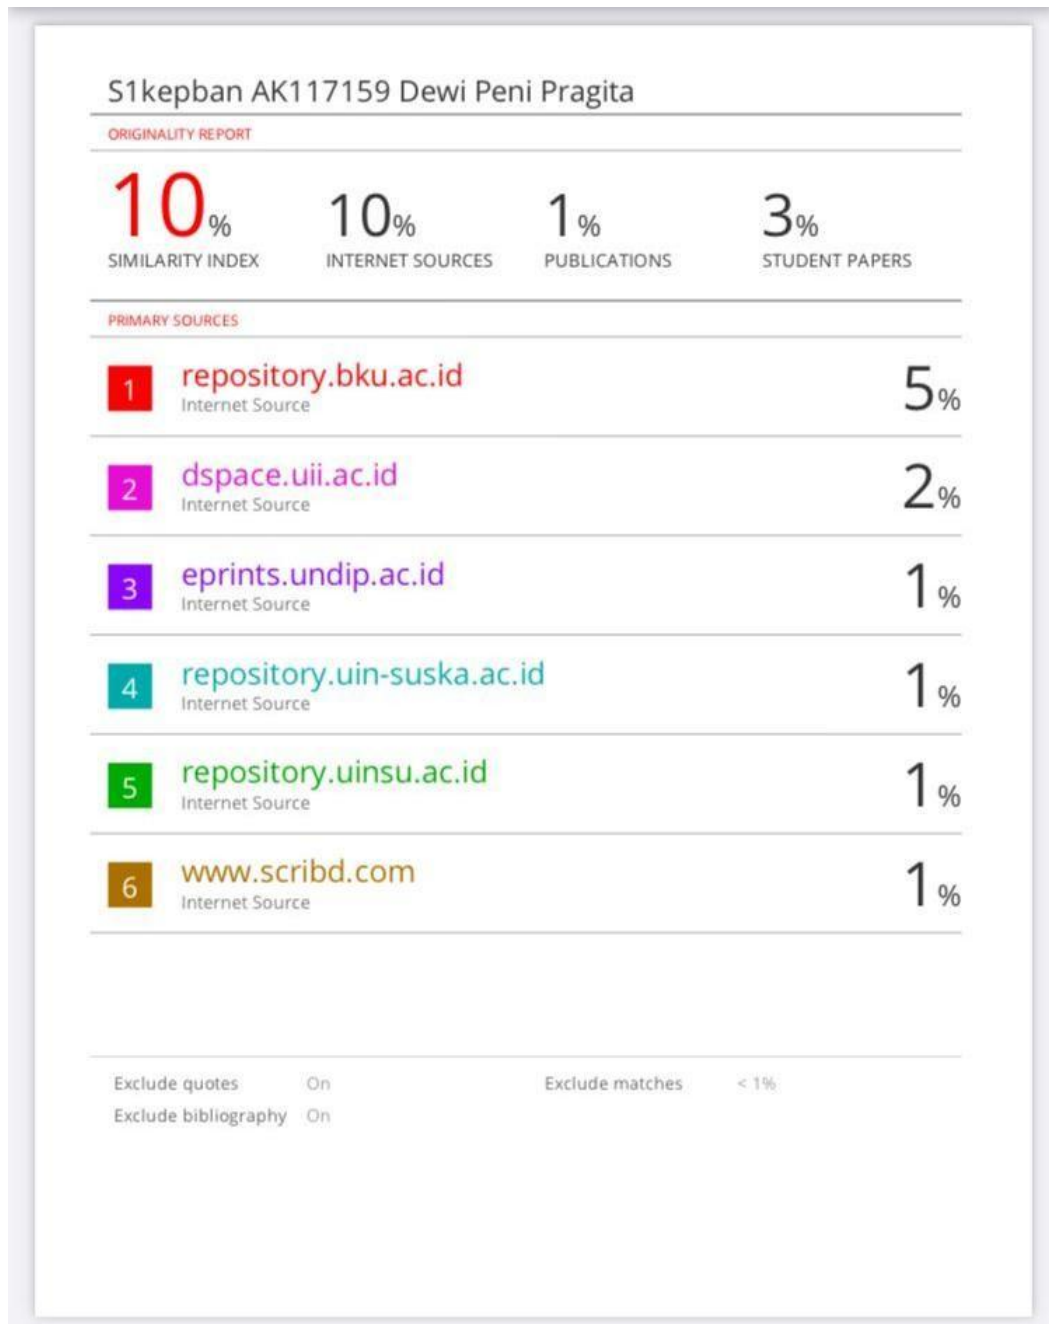 S1kepban AK117159 Dewi Peni Pragita
ORIGINALITY REPORT
10% 10% 1% 3%
SIMILARITY INDEX INTERNET SOURCES PUBLICATIONS STUDENT PAPERS
PRIMARY SOURCES
1 repository.bku.ac.id 5%
Internet Source
2 dspace.uii.ac.id 2%
Internet Source
3 eprints.undip.ac.id 1%
Internet Source
4 repository.uin-suska.ac.id 1%
Internet Source
5 repository.uinsu.ac.id 1%
Internet Source
6 www.scribd.com 1%
Internet Source
Exclude quotes On Exclude matches < 1%
Exclude bibliography On